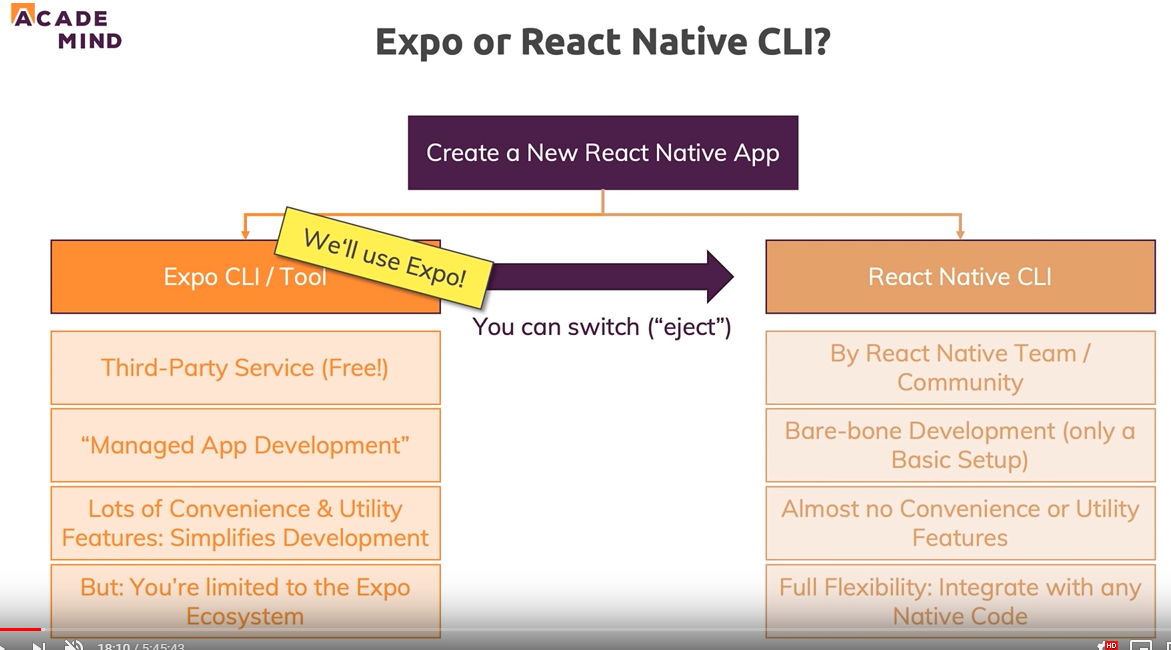 ACADE
MIND
Expo or React Native CLI?
Create a New React Native App
We'll use Expo!
Expo CLI / Tool
React Native CLI
You can switch (“eject”)
Third-Party Service (Free!)
By React Native Team /
Community
“Managed App Development”
Bare-bone Development (only a
Basic Setup)
Lots of Convenience & Utility
Features: Simplifies Development
Almost no Convenience or Utility
Features
But: You’re limited to the Expo
Ecosystem
Full Flexibility: Integrate with any
Native Code
18:10 / 5:45:43
HD